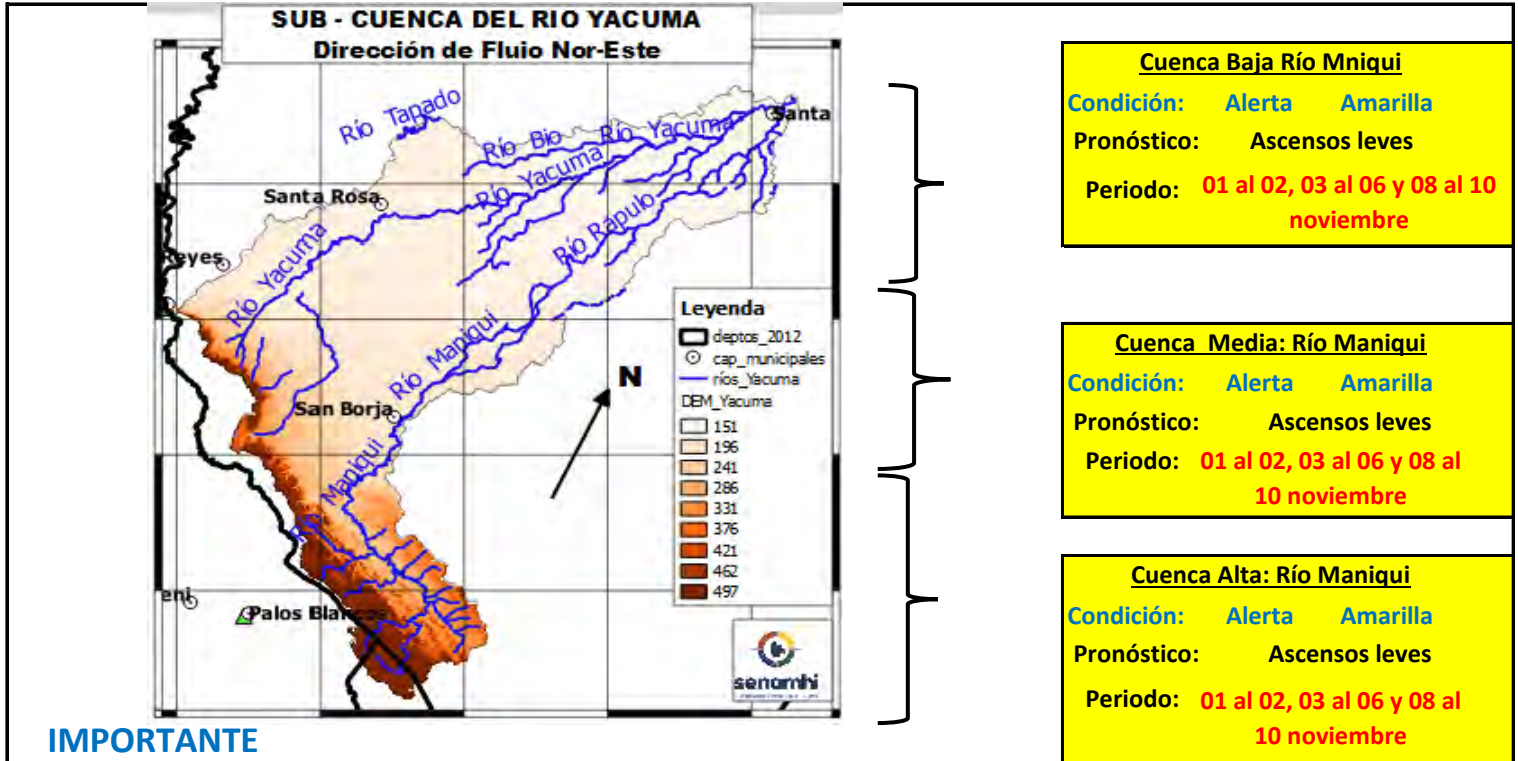 SUB - CUENCA DEL RIO YACUMA
Dirección de Fluio Nor-Este
Río Tapado
Río Bio
Río Yacuma
Santa
Río Yacuma
Santa Rosa
Río Rapulo
Reyes
Río Yacuma
Río Maniqui
San Borja
Río Maniqui
Río Maniqui
eni
Palos Blancos
N
Leyenda
deptos_2012
cap_municipales
ríos_Yacuma
DEM_Yacuma
151
196
241
286
331
376
421
462
497
senamhi
Cuenca Baja Río Mniqui
Condición: Alerta Amarilla
Pronóstico: Ascensos leves
Periodo: 01 al 02, 03 al 06 y 08 al 10
noviembre
Cuenca Media: Río Maniqui
Condición: Alerta Amarilla
Pronóstico: Ascensos leves
Periodo: 01 al 02, 03 al 06 y 08 al
10 noviembre
Cuenca Alta: Río Maniqui
Condición: Alerta Amarilla
Pronóstico: Ascensos leves
Periodo: 01 al 02, 03 al 06 y 08 al
10 noviembre
IMPORTANTE